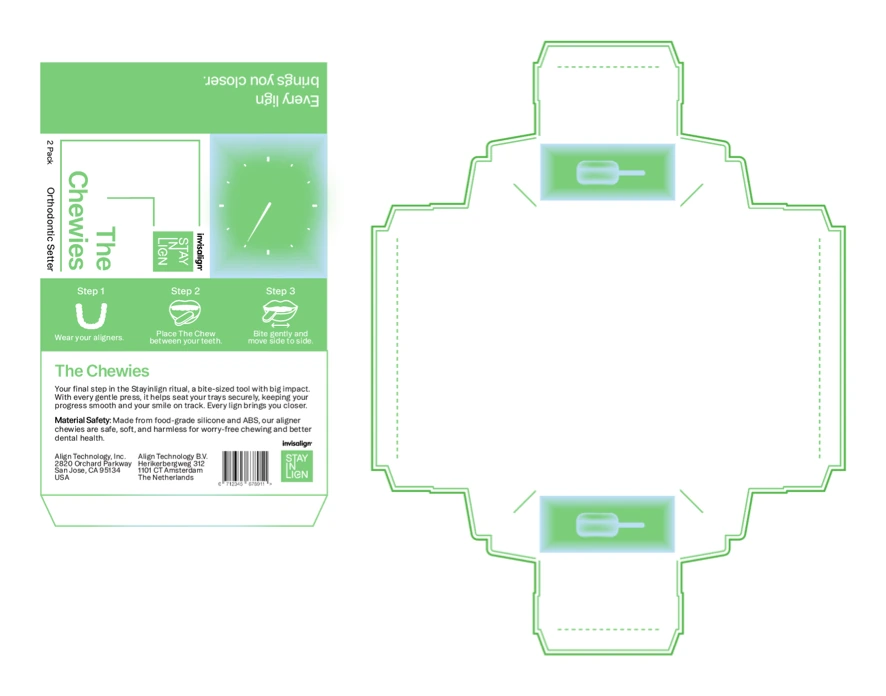 Every lign
brings you closer.
2 Pack
Orthodontic Setter
The
Chewies
STAY
IN
LIGN
invisalign
Step 1
Wear your aligners.
Step 2
Place The Chew
between your teeth.
Step 3
Bite gently and
move side to side.
The Chewies
Your final step in the Stayinlign ritual, a bite-sized tool with big impact.
With every gentle press, it helps seat your trays securely, keeping your
progress smooth and your smile on track. Every lign brings you closer.
Material Safety: Made from food-grade silicone and ABS, our aligner
chewies are safe, soft, and harmless for worry-free chewing and better
dental health.
Align Technology, Inc.
2820 Orchard Parkway
San Jose, CA 95134
USA
Align Technology B.V.
Herikerbergweg 312
1101 CT Amsterdam
The Netherlands
invisalign
STAY
IN
LIGN